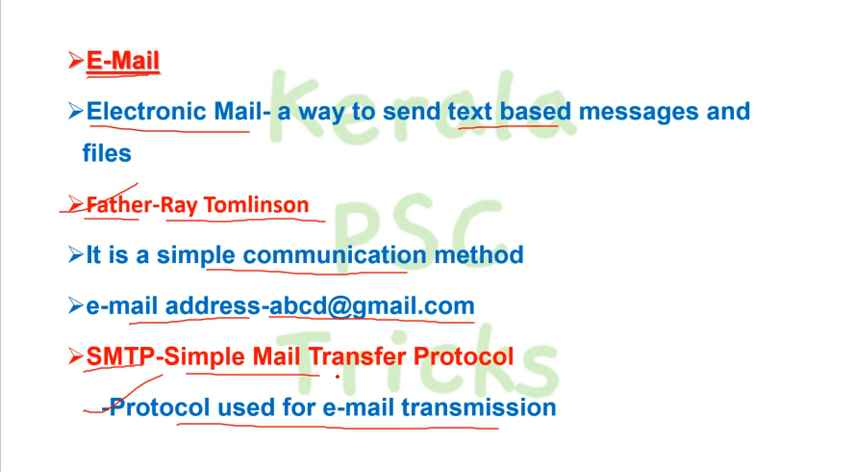 E-Mail
Electronic Mail- a way to send text based messages and
files
Father-Ray Tomlinson
It is a simple communication method
e-mail address-abcd@gmail.com
SMTP-Simple Mail Transfer Protocol
-Protocol used for e-mail transmission
Kerala
PSC
Tricks